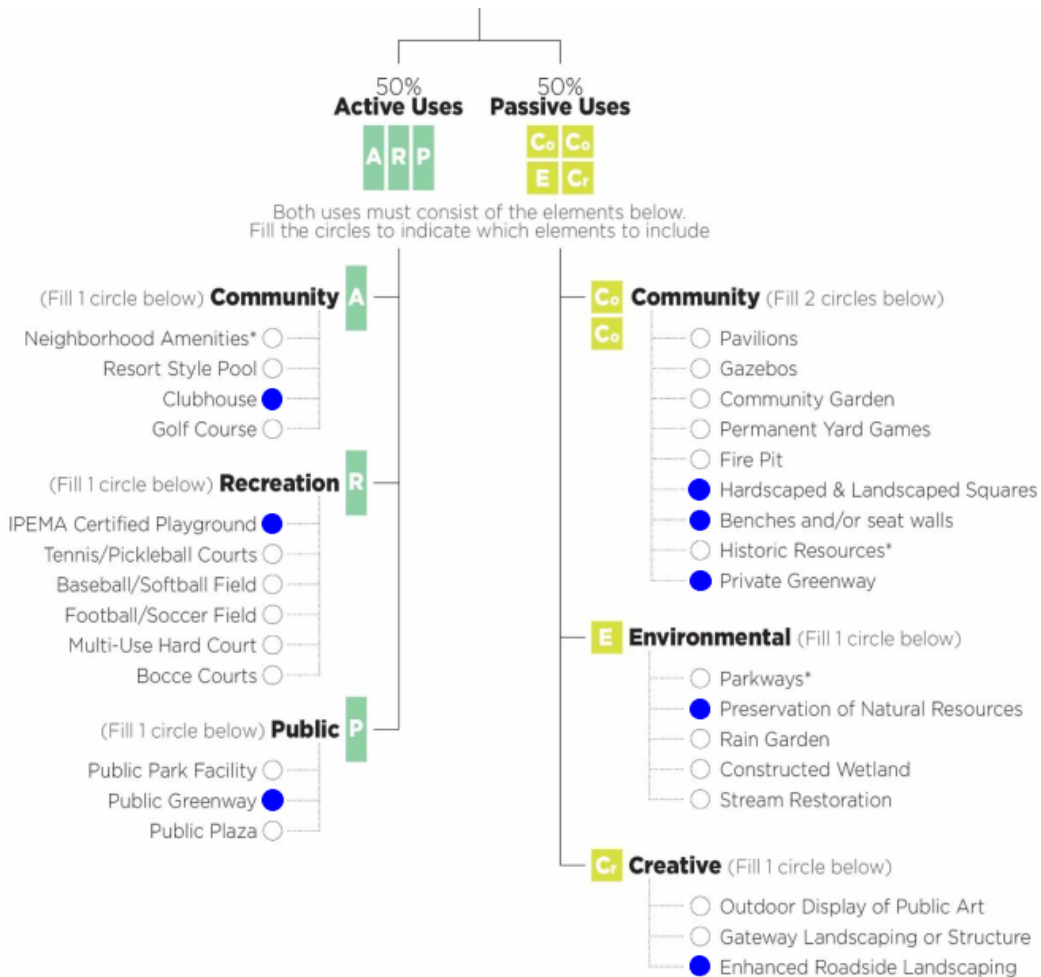 50%
Active Uses
A R P
50%
Passive Uses
Co Co
E Cr
Both uses must consist of the elements below.
Fill the circles to indicate which elements to include
(Fill 1 circle below) Community A
Neighborhood Amenities*
Resort Style Pool
Clubhouse
Golf Course
(Fill 1 circle below) Recreation R
IPEMA Certified Playground
Tennis/Pickleball Courts
Baseball/Softball Field
Football/Soccer Field
Multi-Use Hard Court
Bocce Courts
(Fill 1 circle below) Public P
Public Park Facility
Public Greenway
Public Plaza
Co Community (Fill 2 circles below)
Co
Pavilions
Gazebos
Community Garden
Permanent Yard Games
Fire Pit
Hardscaped & Landscaped Squares
Benches and/or seat walls
Historic Resources*
Private Greenway
E Environmental (Fill 1 circle below)
Parkways*
Preservation of Natural Resources
Rain Garden
Constructed Wetland
Stream Restoration
Cr Creative (Fill 1 circle below)
Outdoor Display of Public Art
Gateway Landscaping or Structure
Enhanced Roadside Landscaping